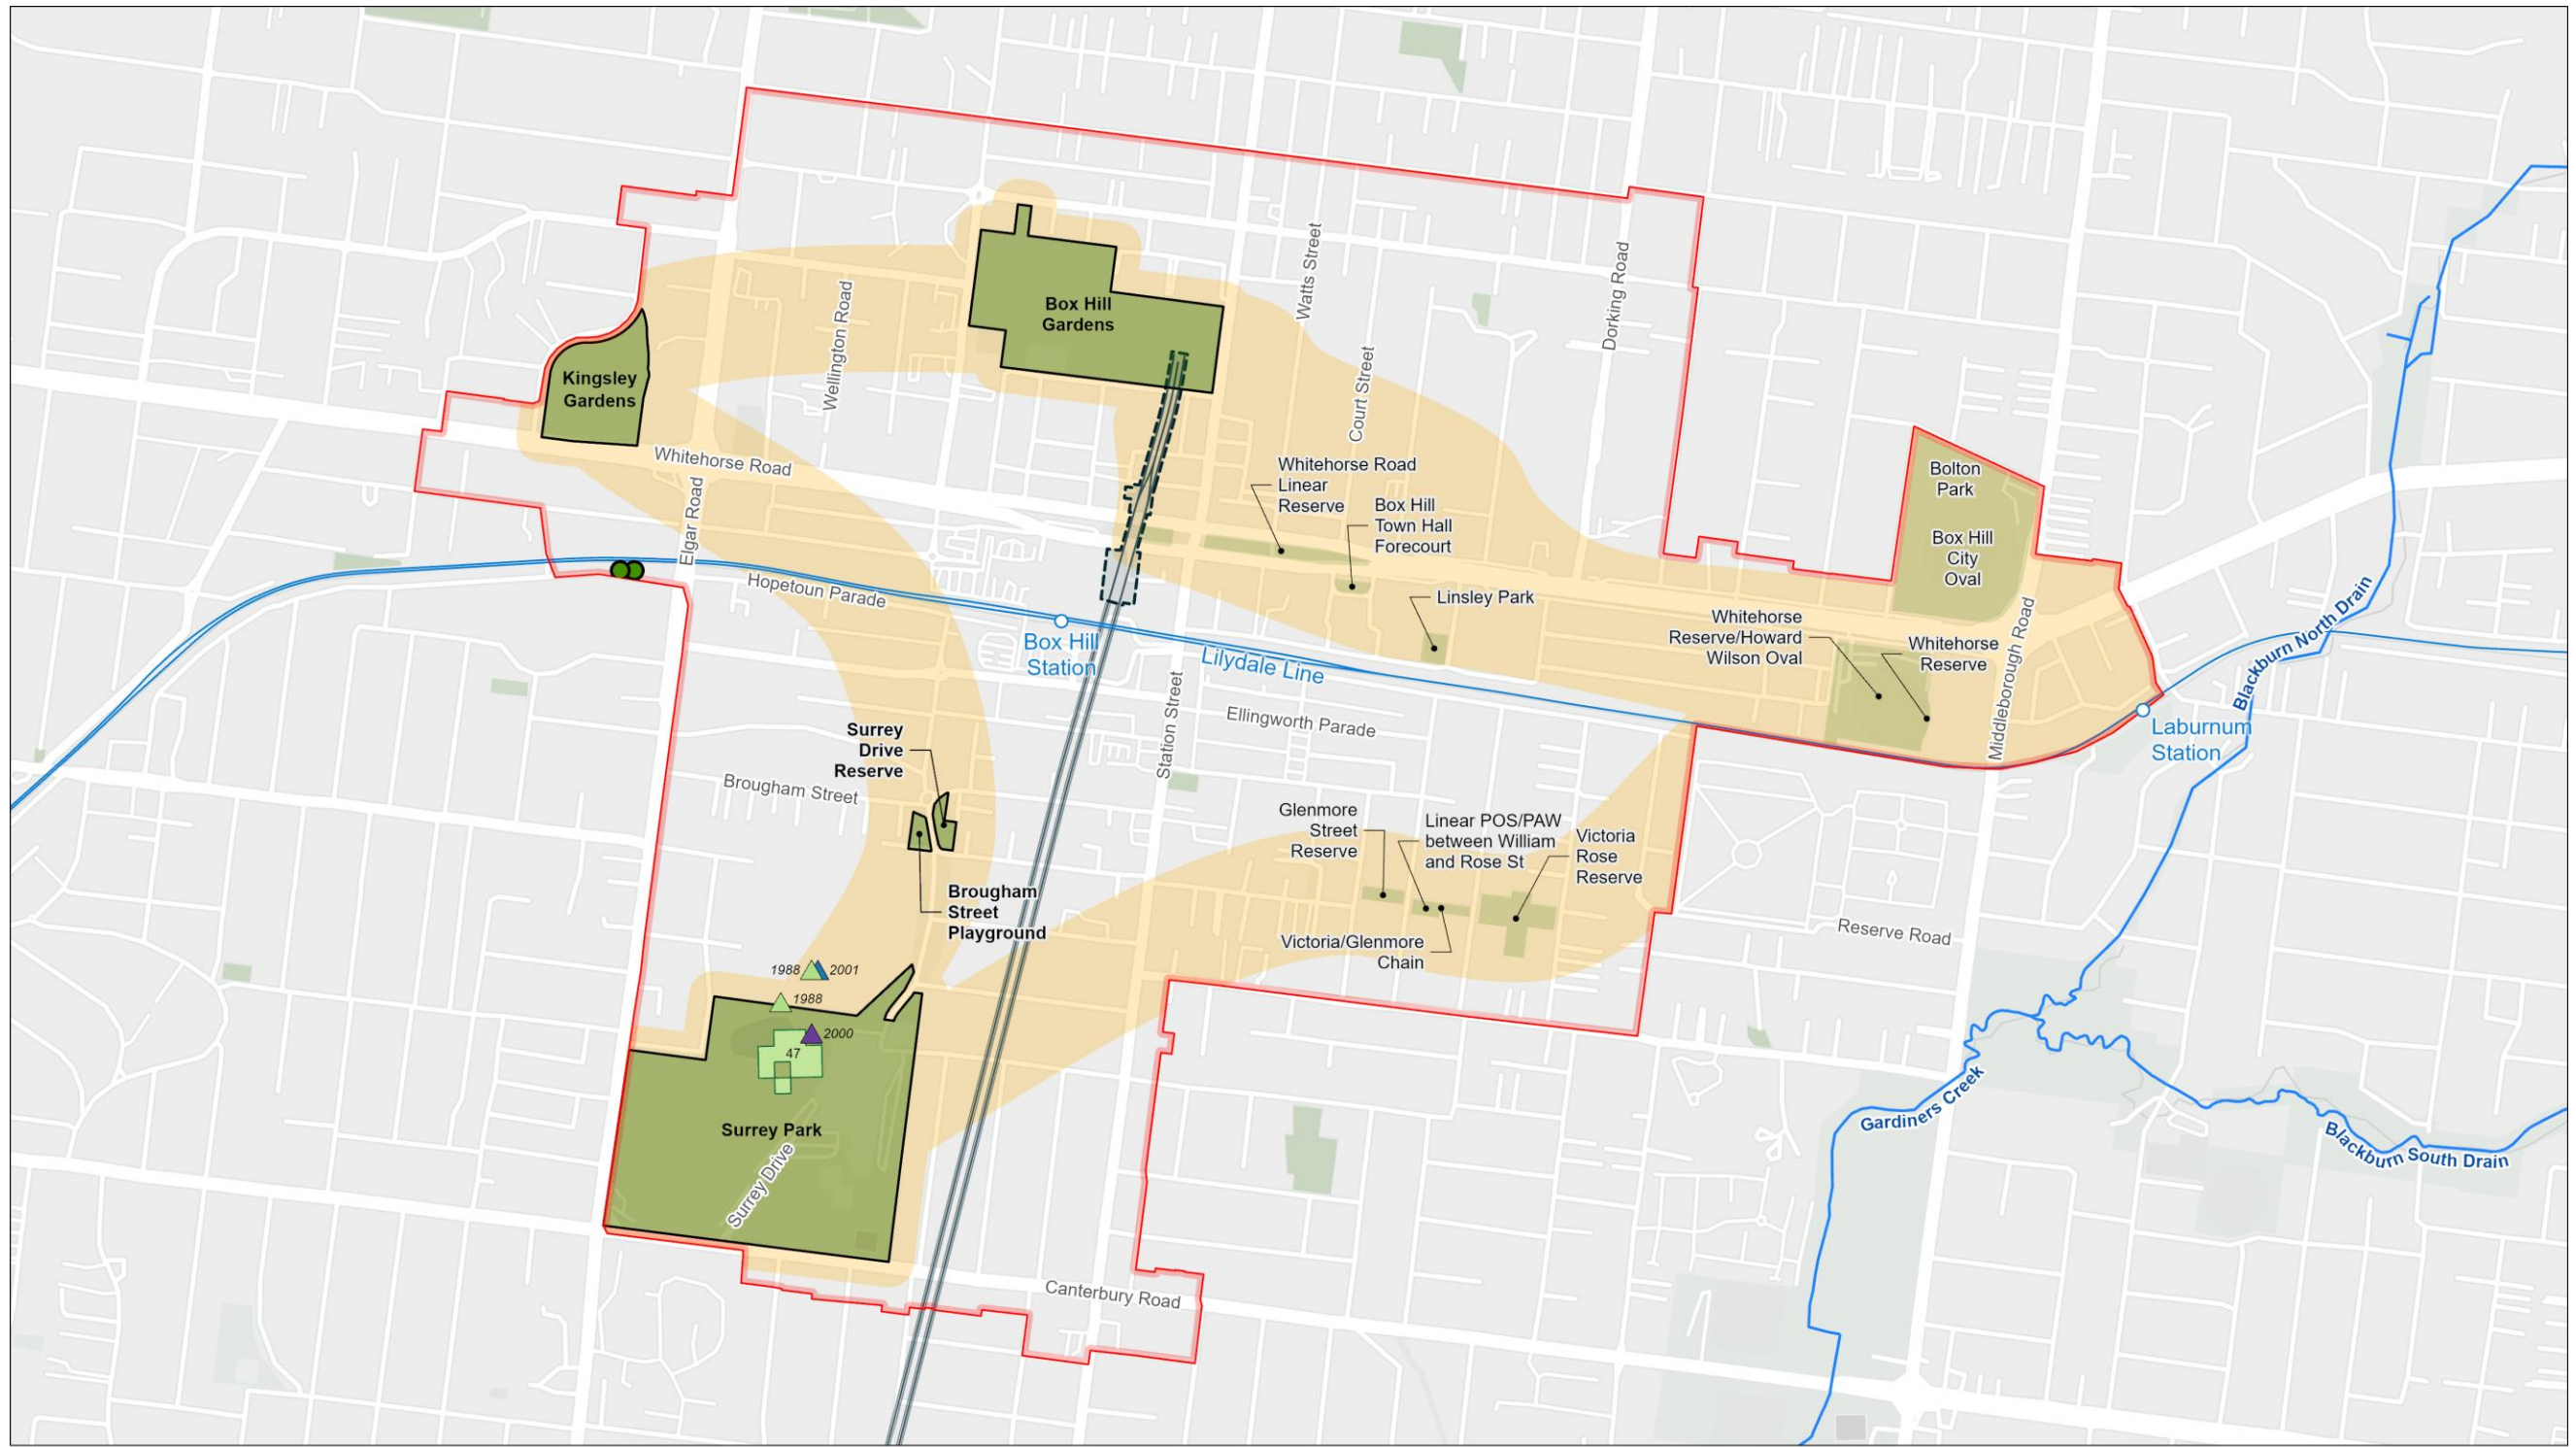 Watts Street
Dorking Road
Wellington Road
Box Hill
Gardens
Court Street
Kingsley
Gardens
Whitehorse Road
Elgar Road
Whitehorse Road
Linear
Reserve
Box Hill
Town Hall
Forecourt
Bolton
Park
Box Hill
City
Oval
Hopetoun Parade
Linsley Park
Box Hill
Station
Lilydale Line
Whitehorse
Reserve/Howard
Wilson Oval
Whitehorse
Reserve
Middleborough Road
Blackburn North Drain
Laburnum
Station
Station Street
Ellingworth Parade
Surrey
Drive
Reserve
Brougham Street
Glenmore
Street
Reserve
Linear POS/PAW
between William
and Rose St
Victoria
Rose
Reserve
Brougham
Street
Playground
Victoria/Glenmore
Chain
Reserve Road
1988
2001
1988
2000
47
Surrey Park
Surrey Drive
Gardiners Creek
Blackburn South Drain
Canterbury Road